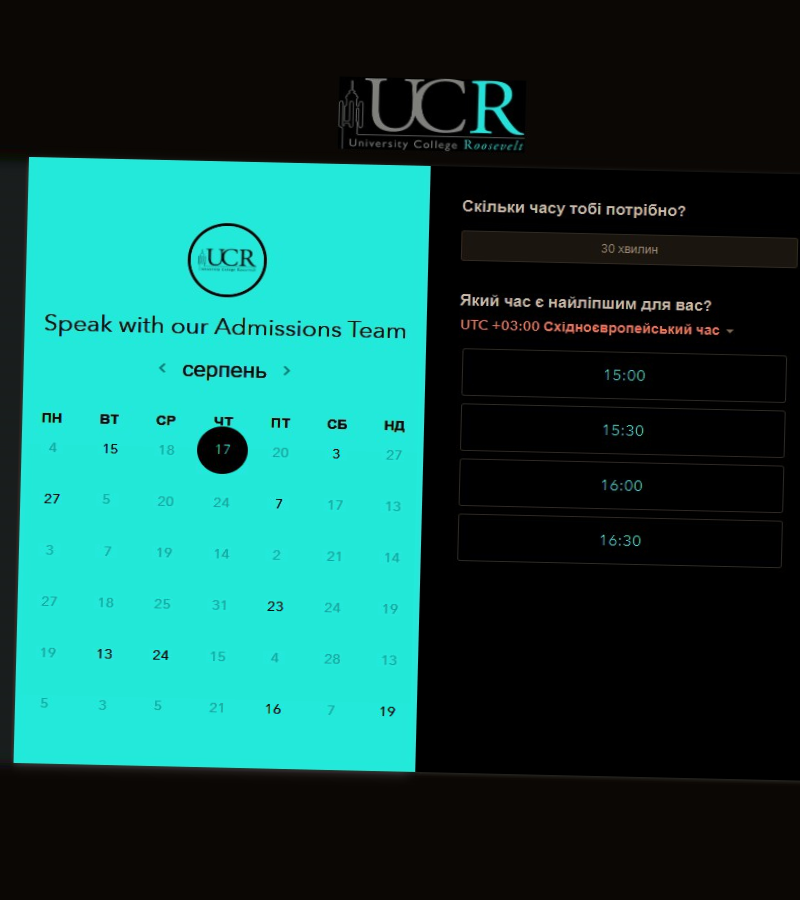 UCR
University College Roosevelt
UCR
Speak with our Admissions Team
серпень
ПН ВТ СР ЧТ ПТ СБ НД
4 15 18 17 20 3 27
27 5 20 24 7 17 13
3 7 19 14 2 21 14
27 18 25 31 23 24 19
19 13 24 15 4 28 13
5 3 5 21 16 7 19
Скільки часу тобі потрібно?
30 хвилин
Який час є найліпшим для вас?
UTC +03:00 Східноєвропейський час
15:00
15:30
16:00
16:30